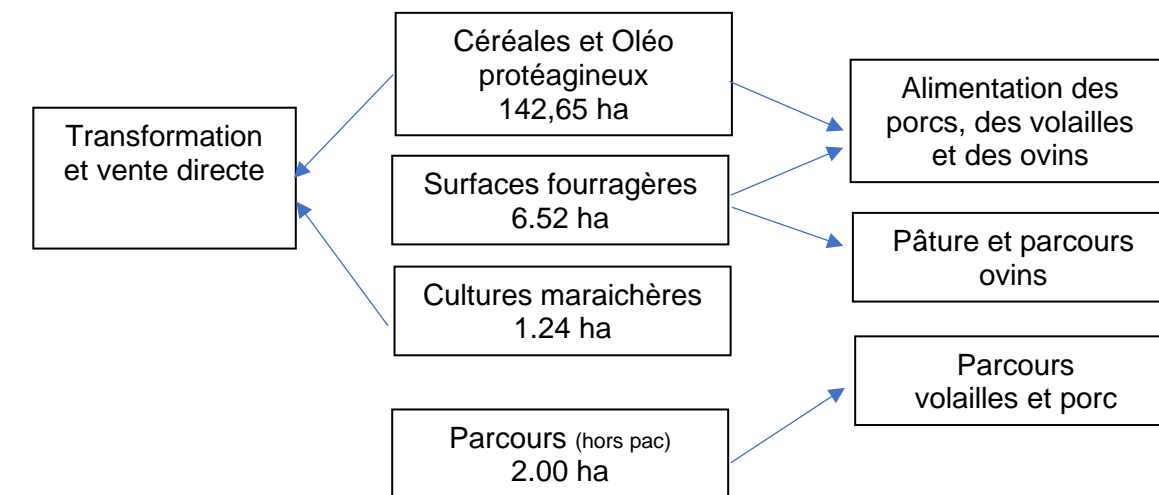 Transformation
et vente directe
Céréales et Oléo
protéagineux
142,65 ha
Surfaces fourragères
6.52 ha
Cultures maraichères
1.24 ha
Parcours (hors pac)
2.00 ha
Alimentation des
porcs, des volailles
et des ovins
Pâture et parcours
ovins
Parcours
volailles et porc